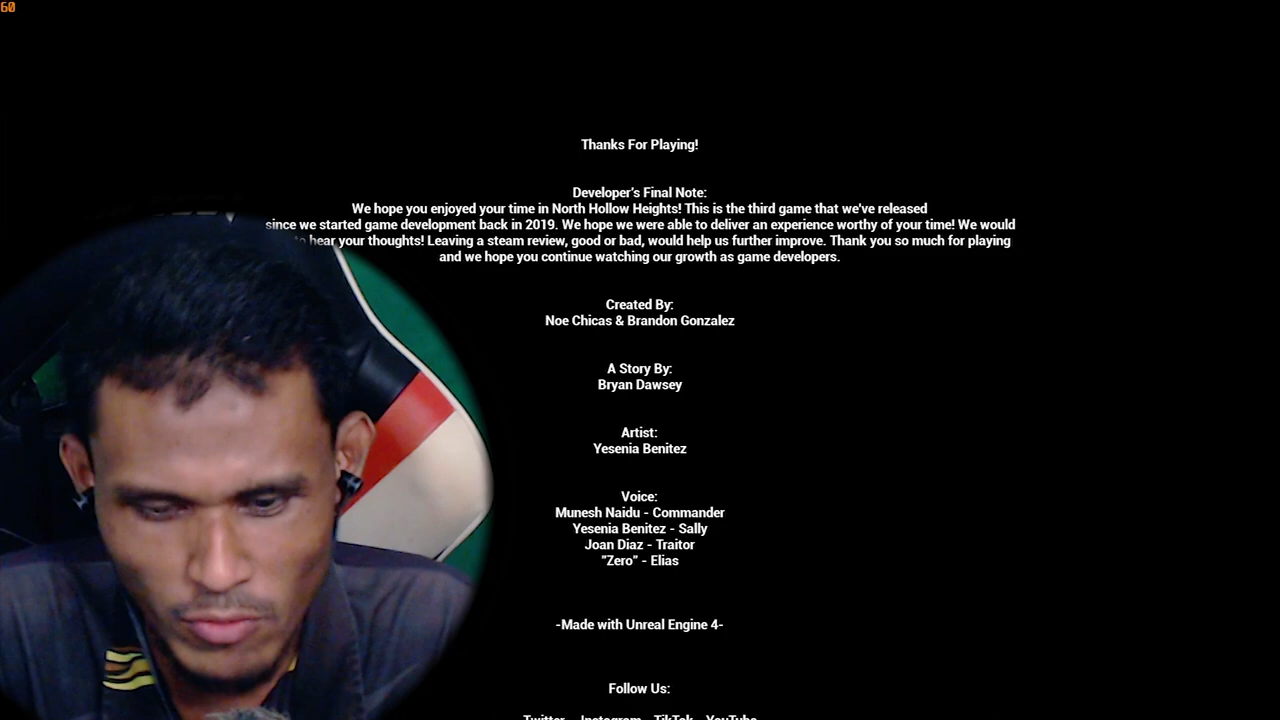 60
Thanks For Playing!
Developer's Final Note:
We hope you enjoyed your time in North Hollow Heights! This is the third game that we've released
since we started game development back in 2019. We hope we were able to deliver an experience worthy of your time! We would
hear your thoughts! Leaving a steam review, good or bad, would help us further improve. Thank you so much for playing
and we hope you continue watching our growth as game developers.
Created By:
Noe Chicas & Brandon Gonzalez
A Story By:
Bryan Dawsey
Artist:
Yesenia Benitez
Voice:
Munesh Naidu - Commander
Yesenia Benitez - Sally
Joan Diaz - Traitor
"Zero" - Elias
-Made with Unreal Engine 4-
Follow Us:
Twitter - Instagram - TikTok - YouTube